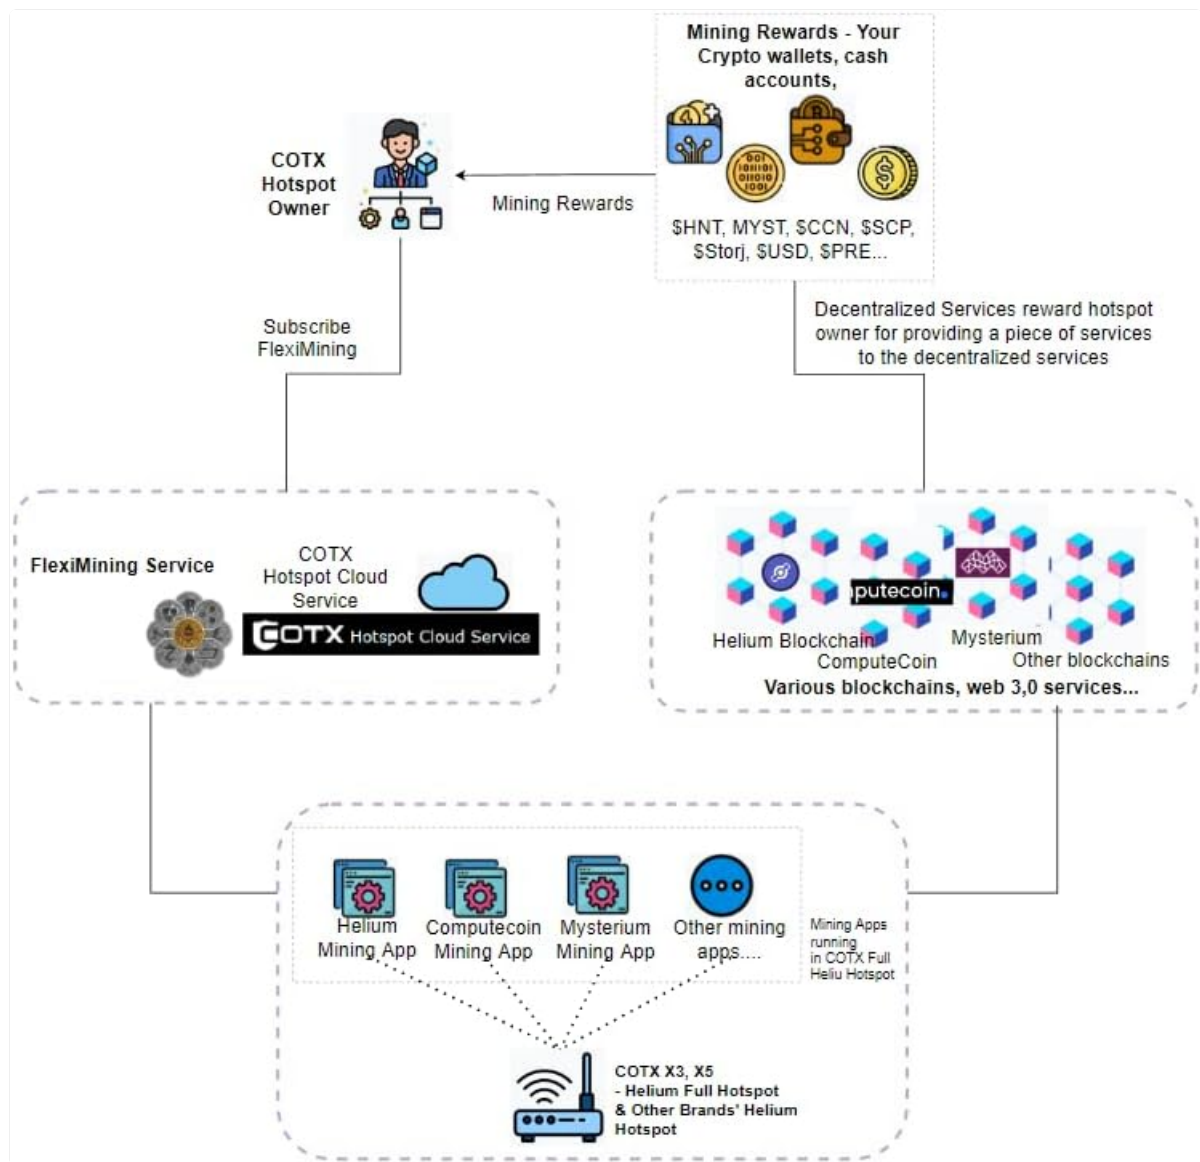 Mining Rewards - Your
Crypto wallets, cash
accounts,
COTX
Hotspot
Owner
Mining Rewards
001
1011101
011010
1001
$HNT, MYST, $CCN, $SCP,
$Storj, $USD, $PRE...
Subscribe
FlexiMining
Decentralized Services reward hotspot
owner for providing a piece of services
to the decentralized services
FlexiMining Service
COTX
Hotspot Cloud
Service
COTX Hotspot Cloud Service
putecoin.
Helium Blockchain
ComputeCoin
Mysterium
Other blockchains
Various blockchains, web 3,0 services...
Helium
Mining App
Computecoin
Mining App
Mysterium
Mining App
Other mining
apps....
Mining Apps
running
in COTX Full
Heliu Hotspot
COTX X3, X5
- Helium Full Hotspot
& Other Brands' Helium
Hotspot